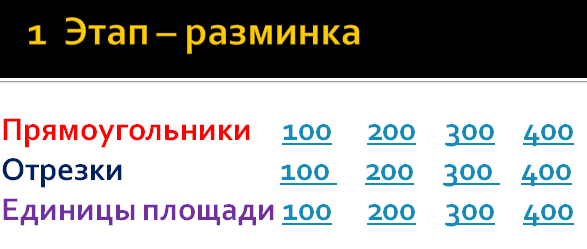 1 Этап – разминка
Прямоугольники 100 200 300 400
Отрезки 100 200 300 400
Единицы площади 100 200 300 400